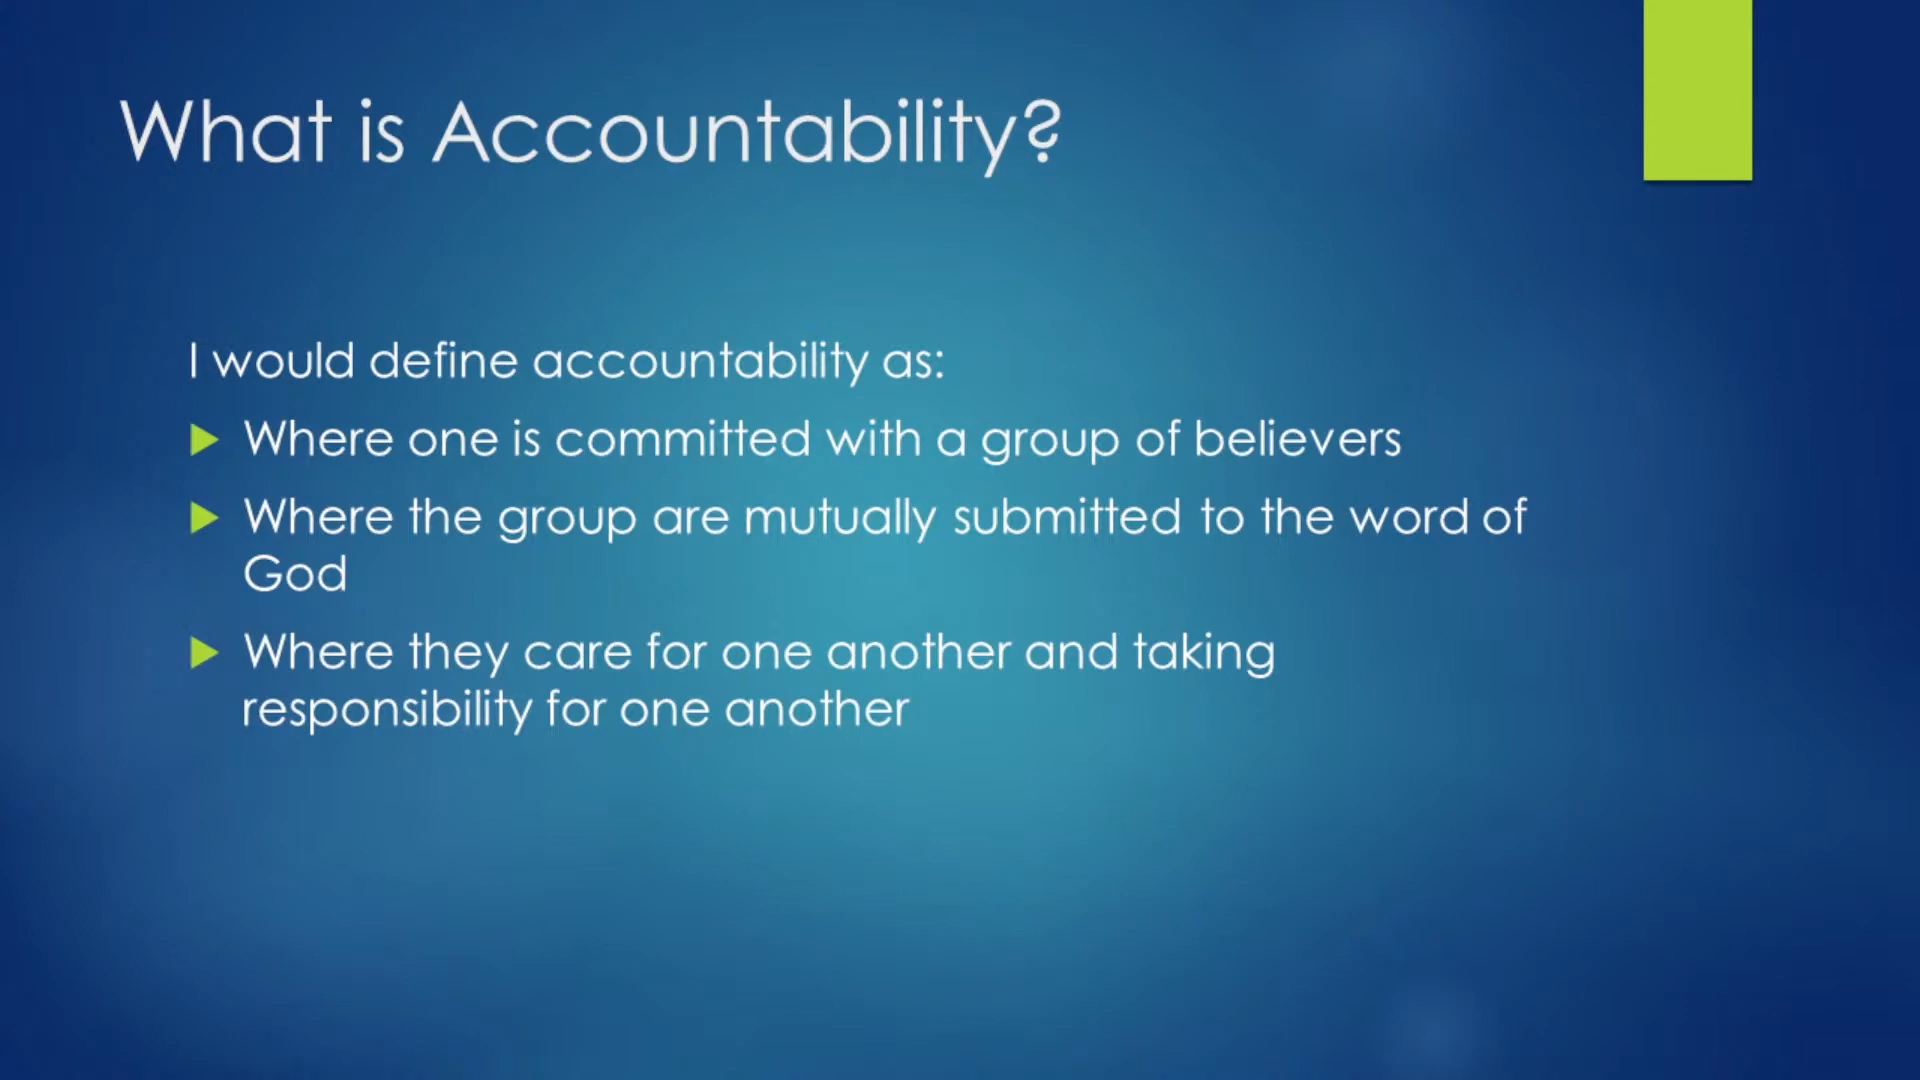 What is Accountability?
I would define accountability as:
Where one is committed with a group of believers
Where the group are mutually submitted to the word of
God
Where they care for one another and taking
responsibility for one another